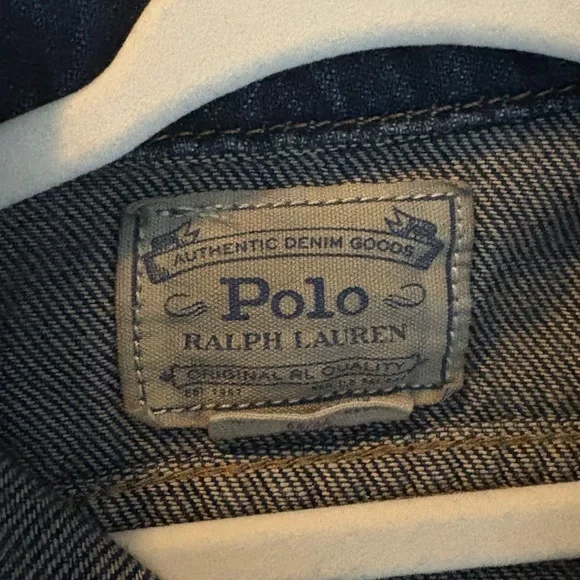 AUTHENTIC DENIM GOODS
Polo
RALPH LAUREN
ORIGINAL RL QUALITY